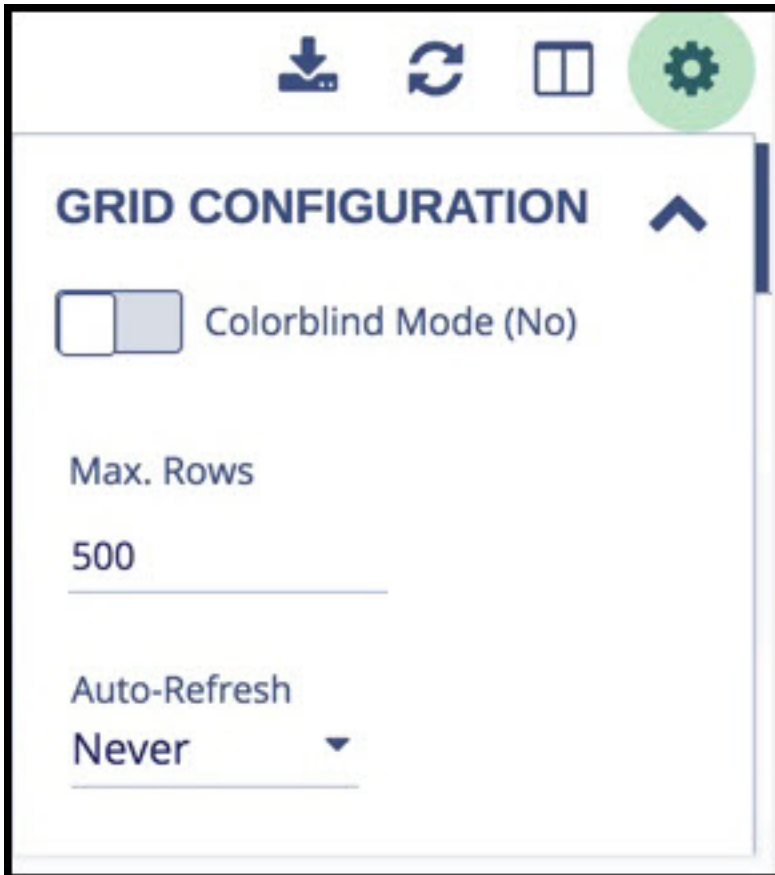 GRID CONFIGURATION
Colorblind Mode (No)
Max. Rows
500
Auto-Refresh
Never